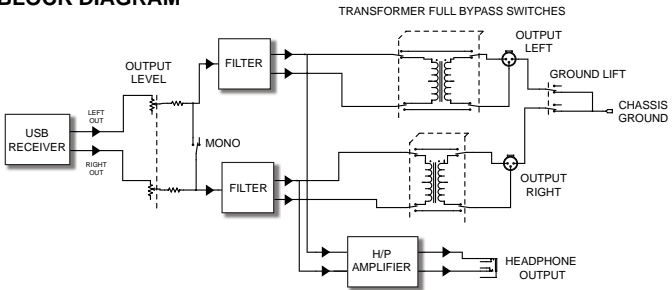 BLOCK DIAGRAM
TRANSFORMER FULL BYPASS SWITCHES
OUTPUT
LEFT
OUTPUT
LEVEL
FILTER
GROUND LIFT
CHASSIS
GROUND
LEFT
OUT
USB
RECEIVER
MONO
RIGHT
OUT
FILTER
OUTPUT
RIGHT
H/P
AMPLIFIER
HEADPHONE
OUTPUT